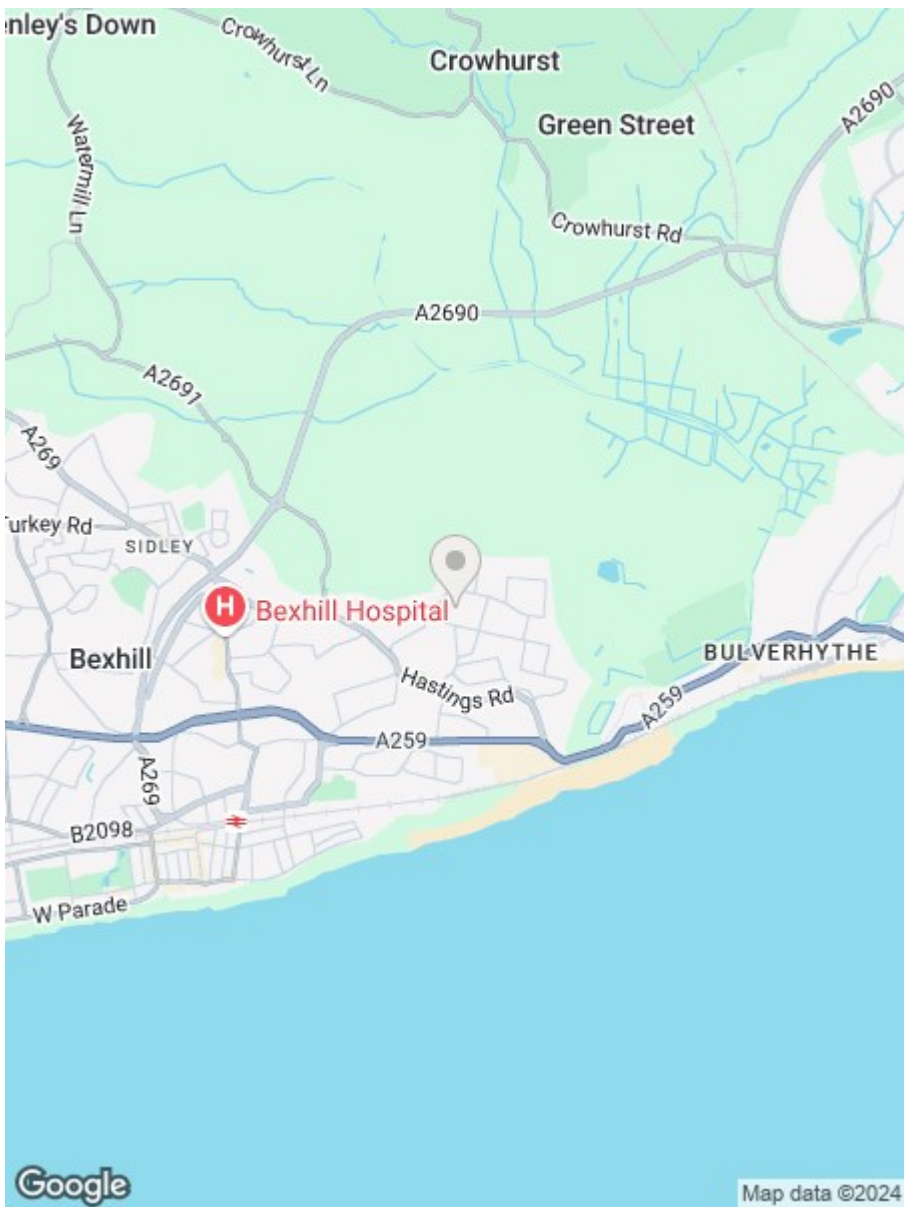 enley's Down
Crowhurst Ln
Crowhurst
Green Street
A2690
Watermill Ln
Crowhurst Rd
A2690
A2691
A269
Turkey Rd
SIDLEY
H
Bexhill Hospital
Bexhill
Hastings Rd
BULVERHYTHE
A259
A259
A269
B2098
W Parade
Google
Map data ©2024